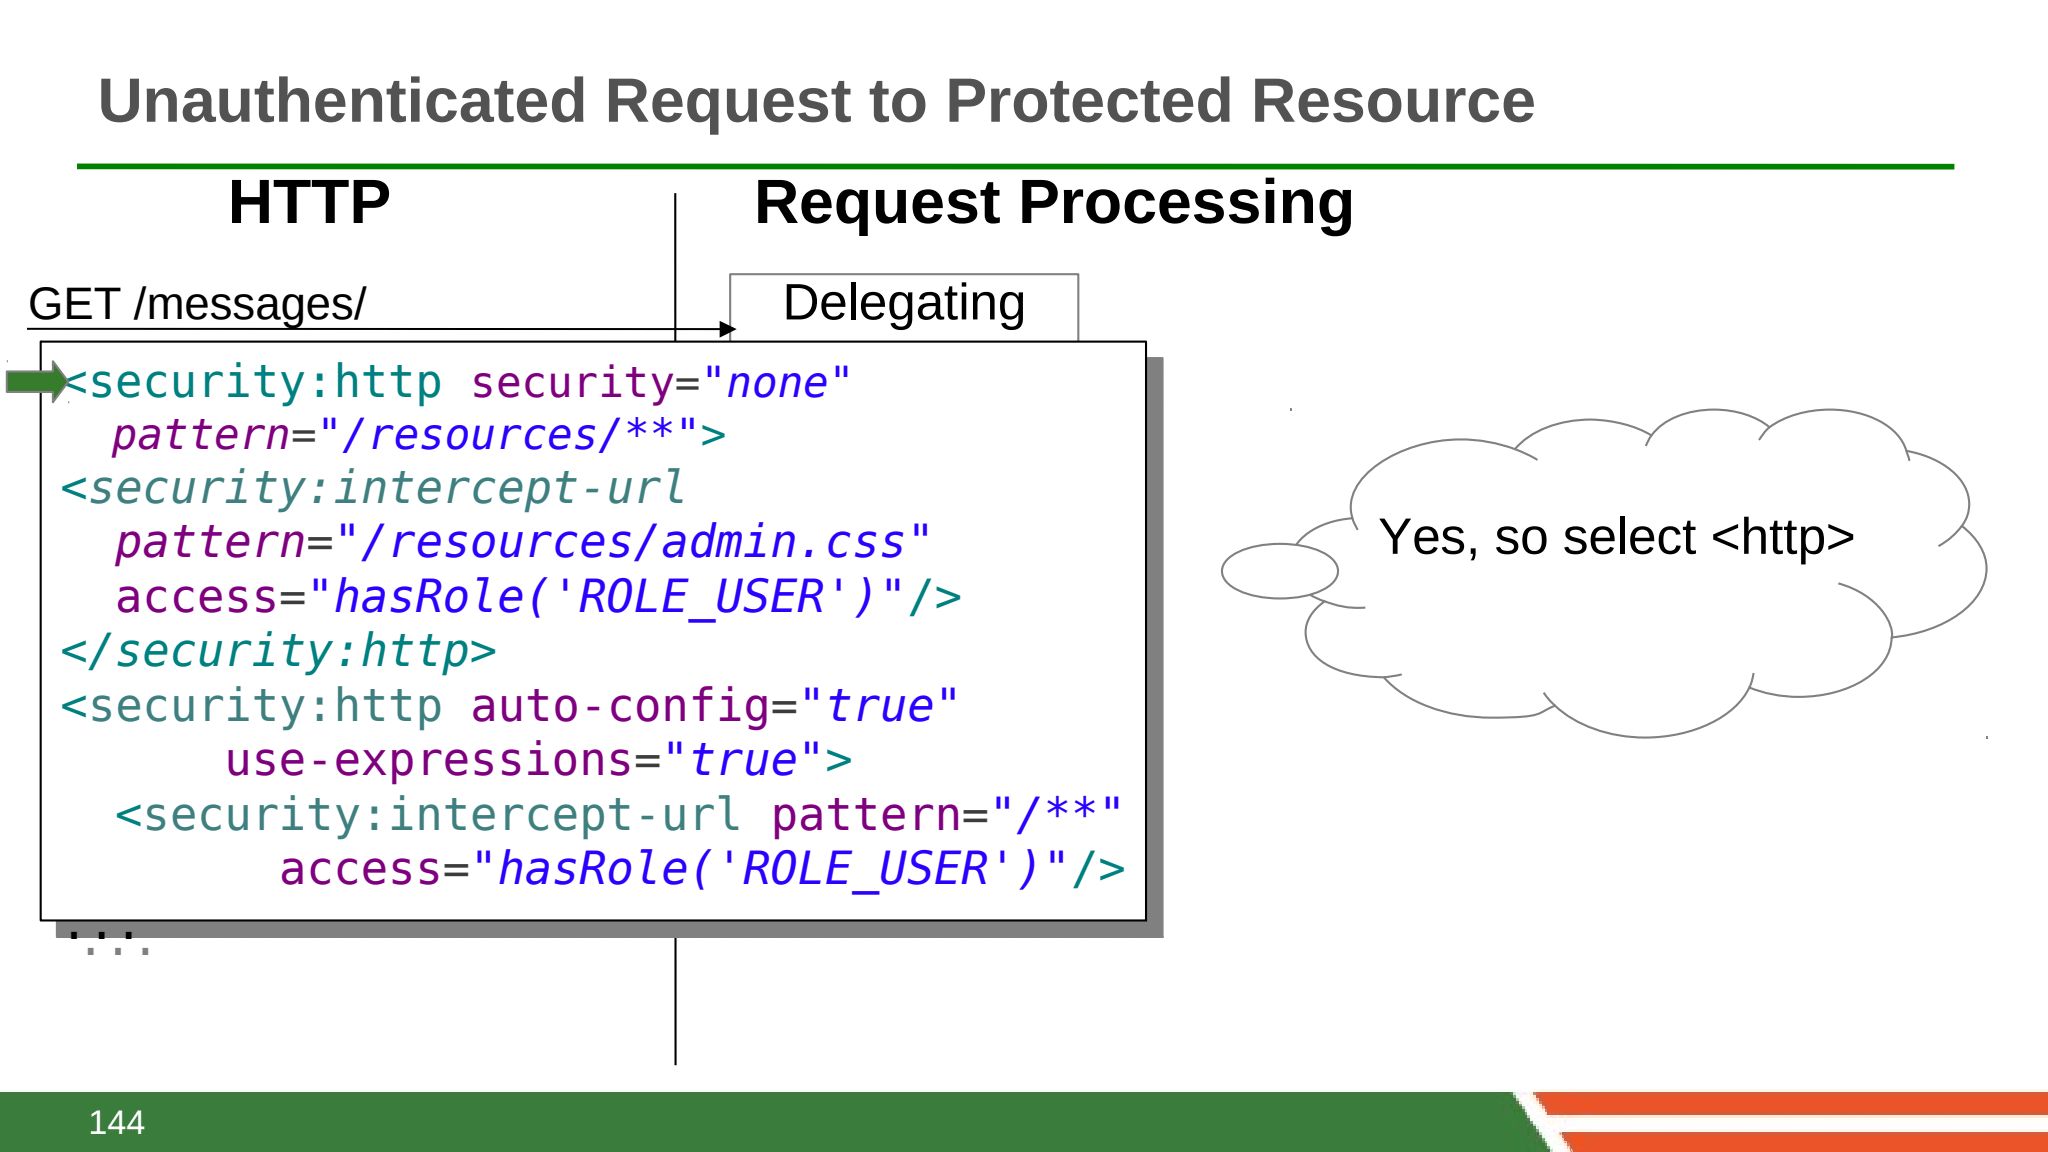 Unauthenticated Request to Protected Resource
HTTP
Request Processing
GET /messages/
Delegating
<security:http security="none"
pattern="/resources/**">
<security:intercept-url
pattern="/resources/admin.css"
access="hasRole('ROLE_USER')"/>
</security:http>
<security:http auto-config="true"
use-expressions="true">
<security:intercept-url pattern="/**"
access="hasRole('ROLE_USER')"/>
...
Yes, so select <http>
144